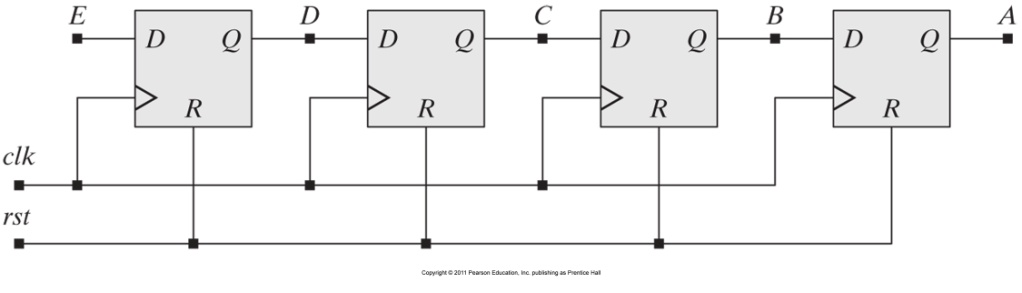 E D C B A
D Q D Q D Q D Q
R R R R
clk
rst
Copyright © 2011 Pearson Education, Inc. publishing as Prentice Hall